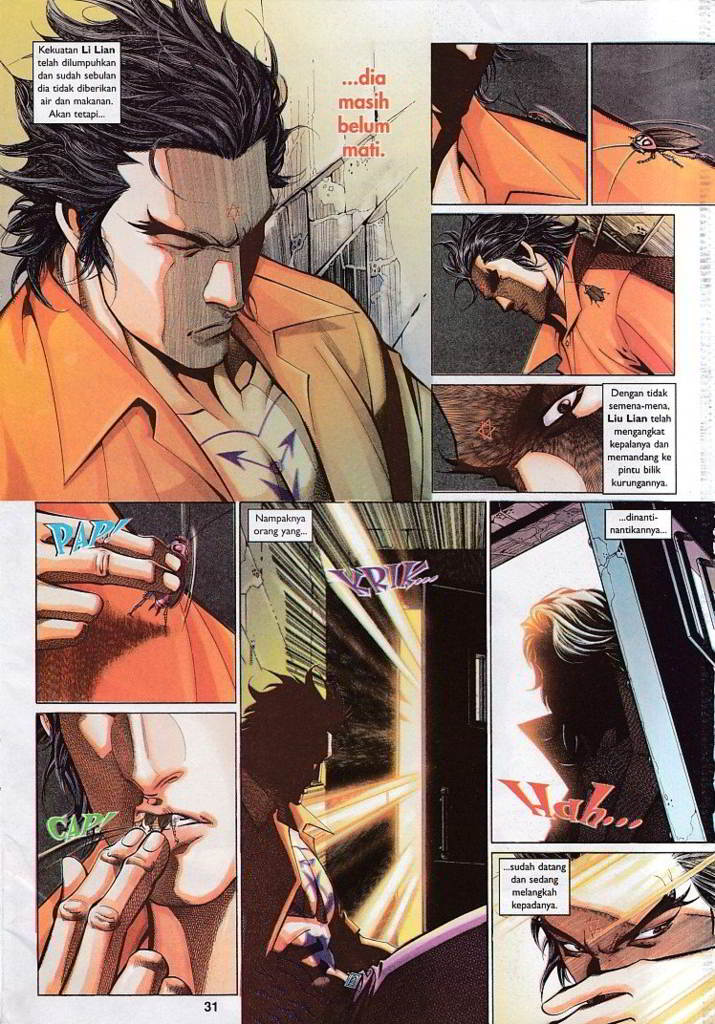 Kekuatan Li Lian
telah dilumpuhkan
dan sudah sebulan
dia tidak diberikan
air dan makanan.
Akan tetapi...
...dia
masih
belum
mati.
Dengan tidak
semena-mena,
Liu Lian telah
mengangkat
kepalanya dan
memandang ke
pintu bilik
kurungannya.
PAP!
CAP!
Nampaknya
orang yang...
KRIK...
...dinanti-
nantikannya...
Hah...
...sudah datang
dan sedang
melangkah
kepadanya.
31